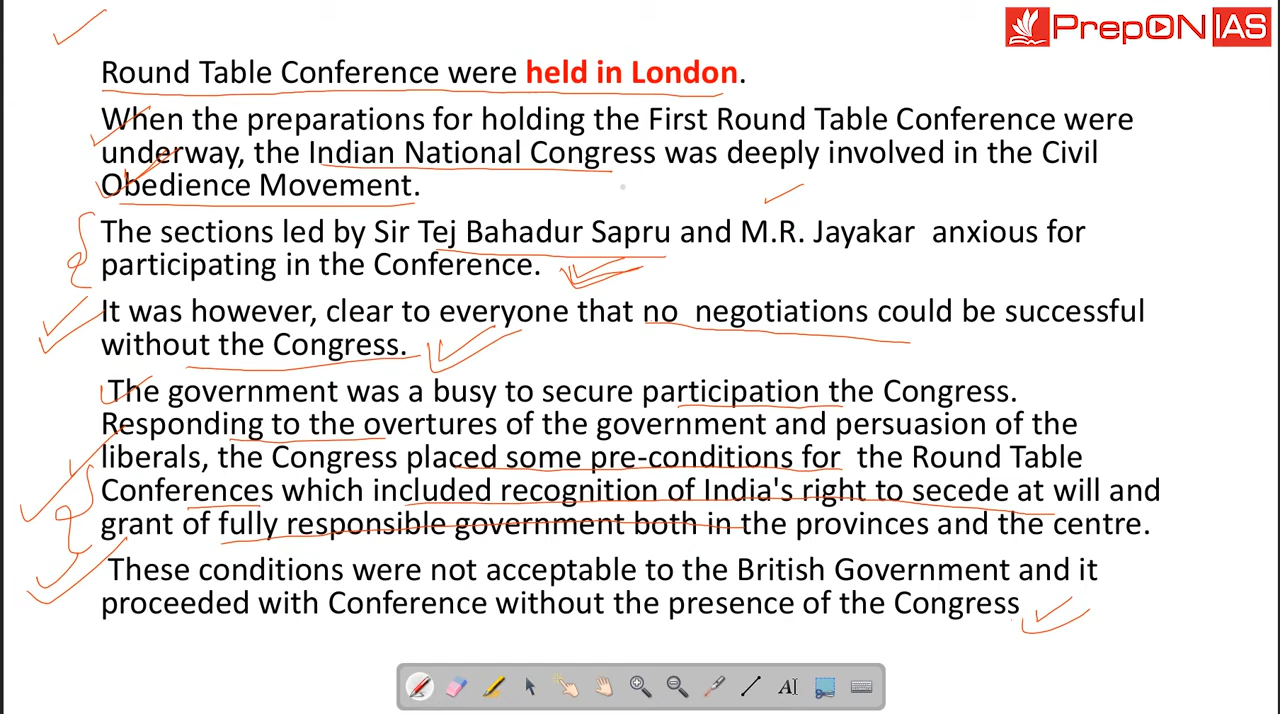 PrepON IAS
Round Table Conference were held in London.
When the preparations for holding the First Round Table Conference were
underway, the Indian National Congress was deeply involved in the Civil
Obedience Movement.
The sections led by Sir Tej Bahadur Sapru and M.R. Jayakar anxious for
participating in the Conference.
It was however, clear to everyone that no negotiations could be successful
without the Congress.
The government was a busy to secure participation the Congress.
Responding to the overtures of the government and persuasion of the
liberals, the Congress placed some pre-conditions for the Round Table
Conferences which included recognition of India's right to secede at will and
grant of fully responsible government both in the provinces and the centre.
These conditions were not acceptable to the British Government and it
proceeded with Conference without the presence of the Congress